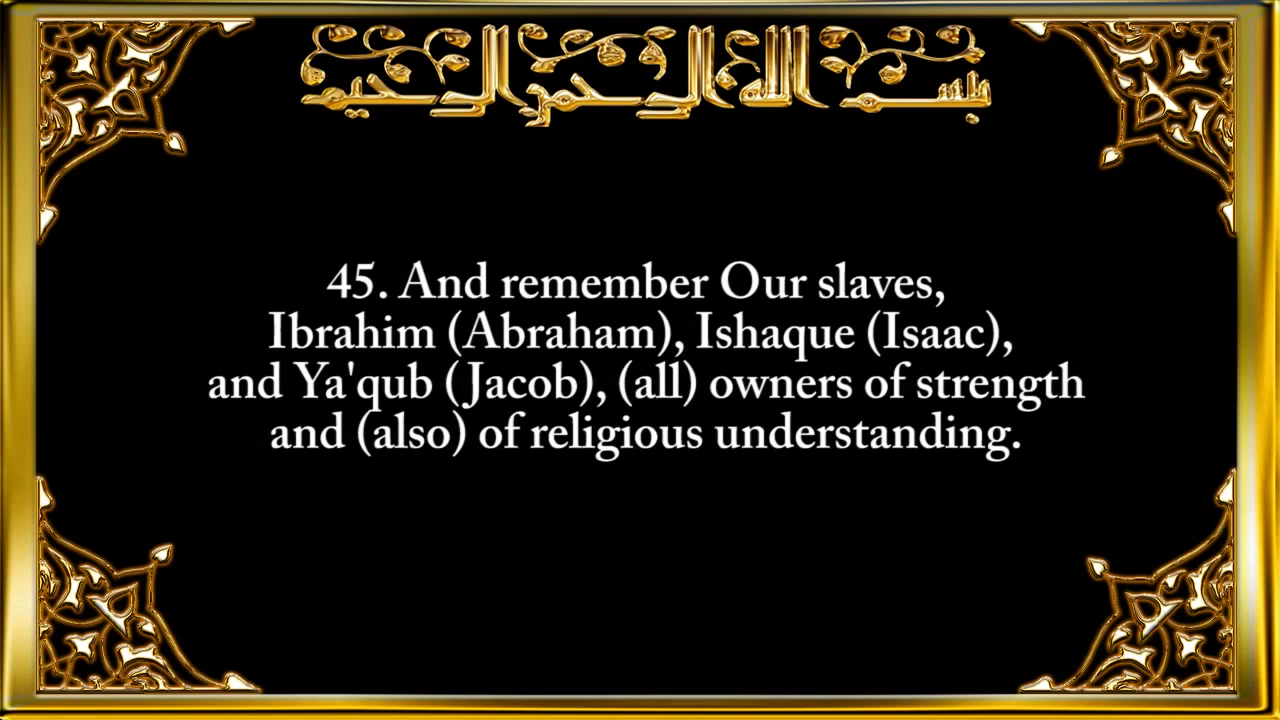 بسم الله الرحمن الرحيم
45. And remember Our slaves,
Ibrahim (Abraham), Ishaque (Isaac),
and Ya'qub (Jacob), (all) owners of strength
and (also) of religious understanding.